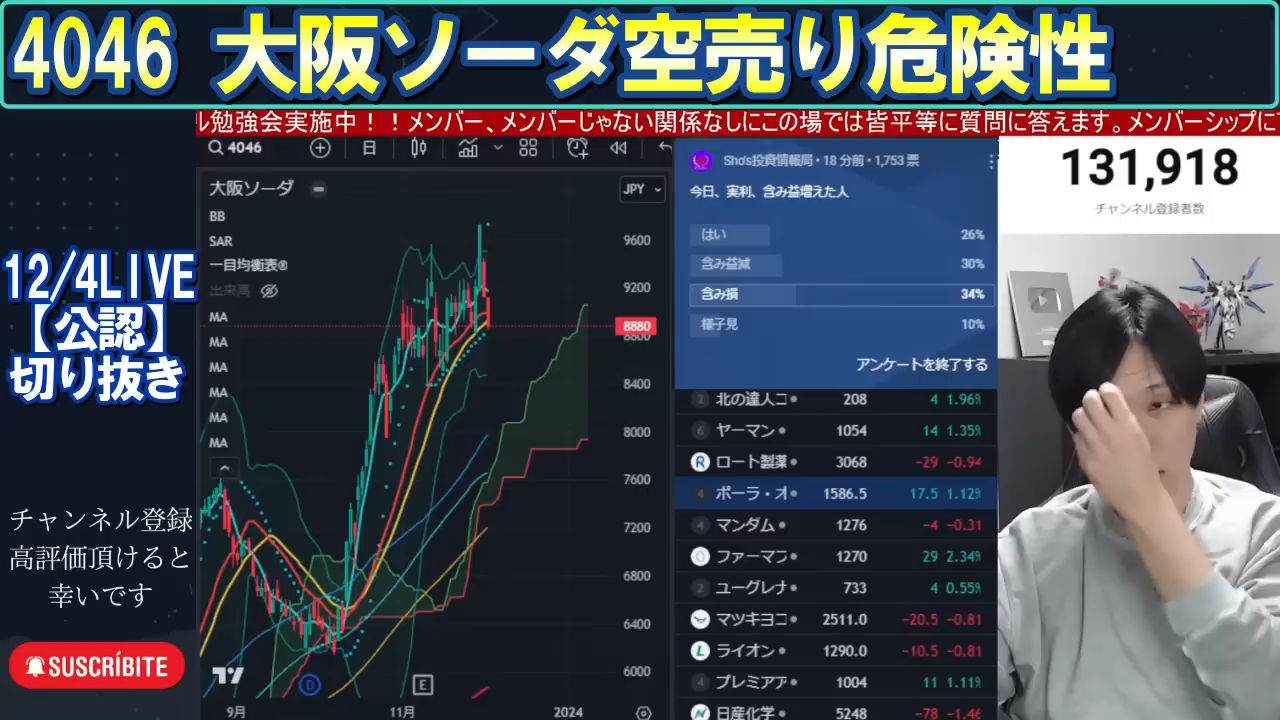 4046 大阪ソーダ空売り危険性
ル勉強会実施中！！メンバー、メンバーじゃない関係なしにこの場では皆平等に質問に答えます。メンバーシップに
12/4LIVE
【公認】
切り抜き
チャンネル登録
高評価頂けると
幸いです
SUSCRÍBITE
4046
日
大阪ソーダ
JPY
BB
SAR
一目均衡表
出来高
MA
MA
MA
MA
MA
MA
9600
9200
8880
8800
8400
8000
7600
7200
6800
6400
6000
D
E
9月
11月
2024
Sho's投資情報局・18 分前・1,753 票
今日、実利、含み益増えた人
はい 26%
含み益減 30%
含み損 34%
様子見 10%
アンケートを終了する
2 北の達人コ 208 4 1.96%
6 ヤーマン 1054 14 1.35%
R ロート製薬 3068 -29 -0.94
4 ポーラ・オ 1586.5 17.5 1.12%
4 マンダム 1276 -4 -0.31
ファーマフ 1270 29 2.34%
2 ユーグレナ 733 4 0.55%
マツキヨコ 2511.0 -20.5 -0.81
L ライオン 1290.0 -10.5 -0.81
4 プレミアア 1004 11 1.11%
日産化学 5248 -78 -1.46
131,918
チャンネル登録者数